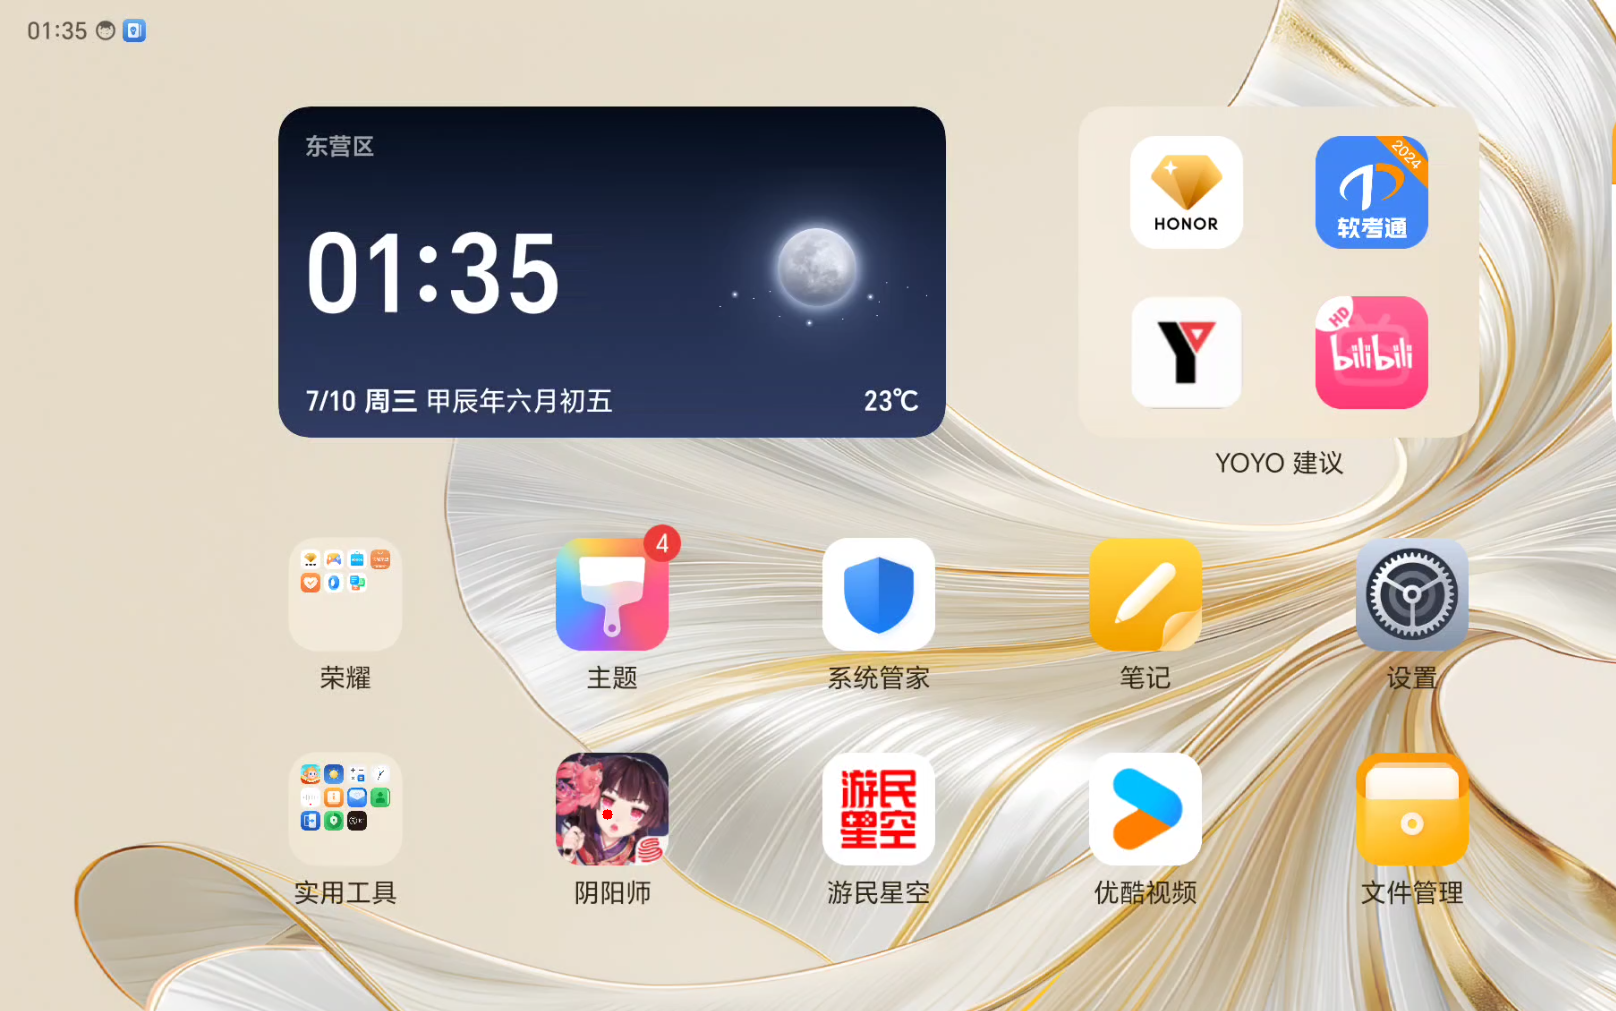 01:35
东营区
01:35
7/10 周三 甲辰年六月初五
23℃
HONOR
2024
软考通
HD
bilibili
YOYO 建议
4
荣耀
主题
系统管家
笔记
设置
游民
星空
实用工具
阴阳师
游民星空
优酷视频
文件管理